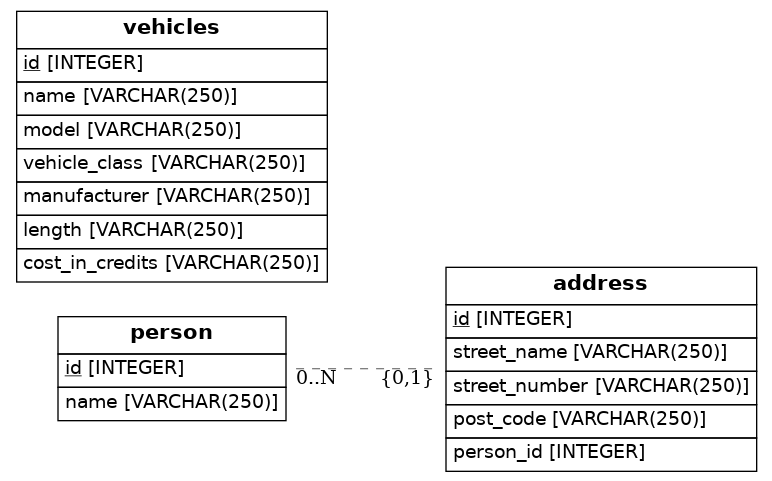 vehicles
id [INTEGER]
name [VARCHAR(250)]
model [VARCHAR(250)]
vehicle_class [VARCHAR(250)]
manufacturer [VARCHAR(250)]
length [VARCHAR(250)]
cost_in_credits [VARCHAR(250)]
person
id [INTEGER]
name [VARCHAR(250)]
0..N {0,1}
address
id [INTEGER]
street_name [VARCHAR(250)]
street_number [VARCHAR(250)]
post_code [VARCHAR(250)]
person_id [INTEGER]